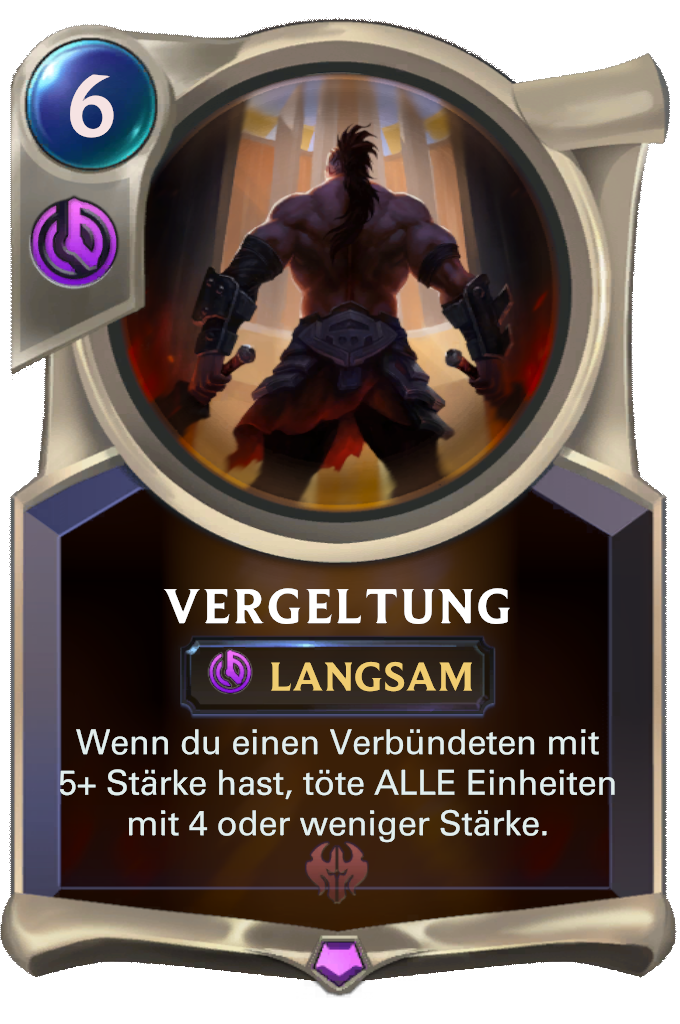 6
VERGELTUNG
LANGSAM
Wenn du einen Verbündeten mit
5+ Stärke hast, töte ALLE Einheiten
mit 4 oder weniger Stärke.